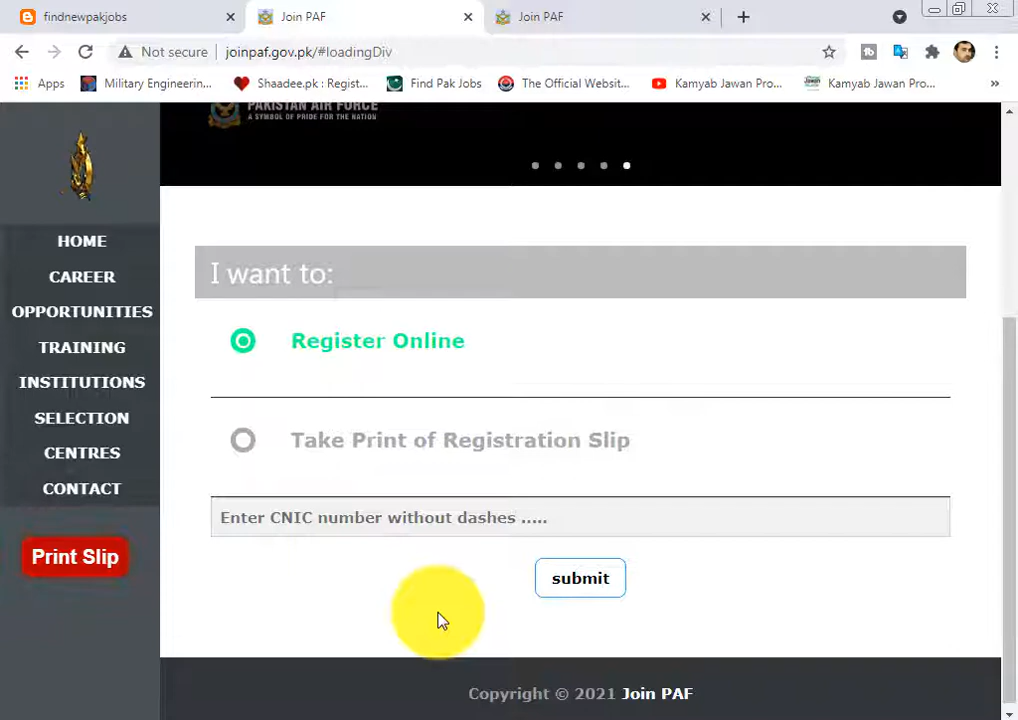 findnewpakjobs
Join PAF
Join PAF
Not secure
joinpaf.gov.pk/#loadingDiv
Apps
Military Engineerin...
Shaadee.pk : Regist...
Find Pak Jobs
The Official Websit...
Kamyab Jawan Pro...
Kamyab Jawan Pro...
»
PAKISTAN AIR FORCE
A SYMBOL OF PRIDE FOR THE NATION
HOME
CAREER
OPPORTUNITIES
TRAINING
INSTITUTIONS
SELECTION
CENTRES
CONTACT
Print Slip
I want to:
Register Online
Take Print of Registration Slip
Enter CNIC number without dashes .....
submit
Copyright © 2021 Join PAF